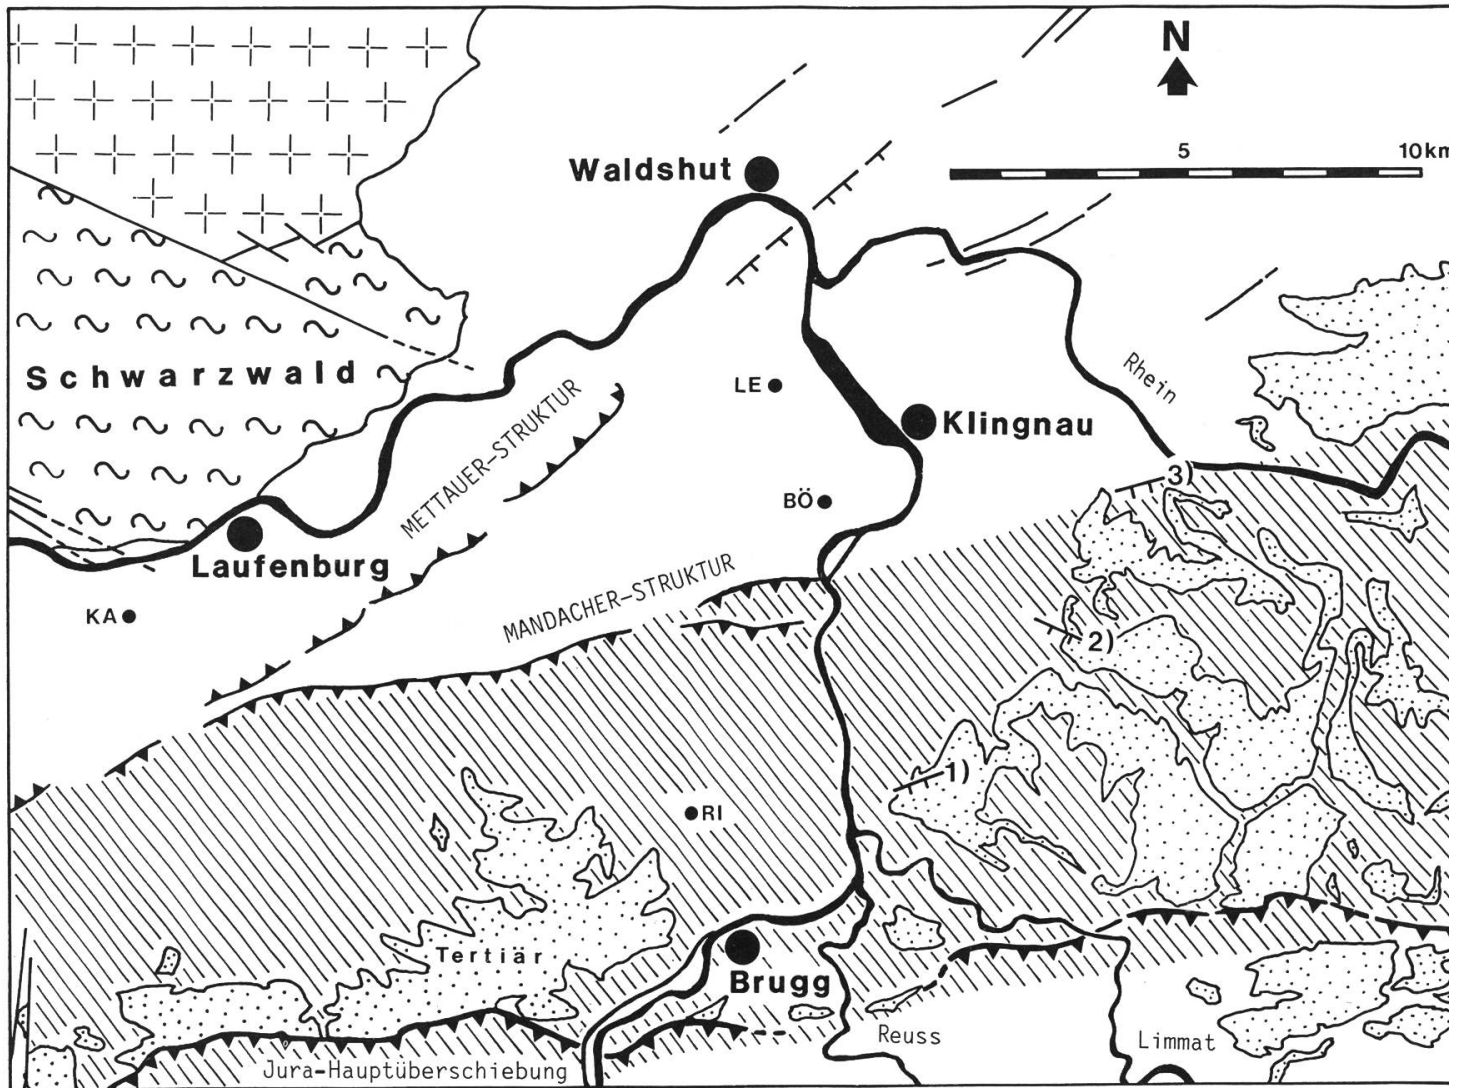 N
5
10km
Waldshut
Schwarzwald
LE
Rhein
METTAUER-STRUKTUR
Klingnau
3)
BÖ
Laufenburg
MANDACHER-STRUKTUR
KA
2)
1)
RI
Tertiär
Brugg
Reuss
Limmat
Jura-Hauptüberschiebung